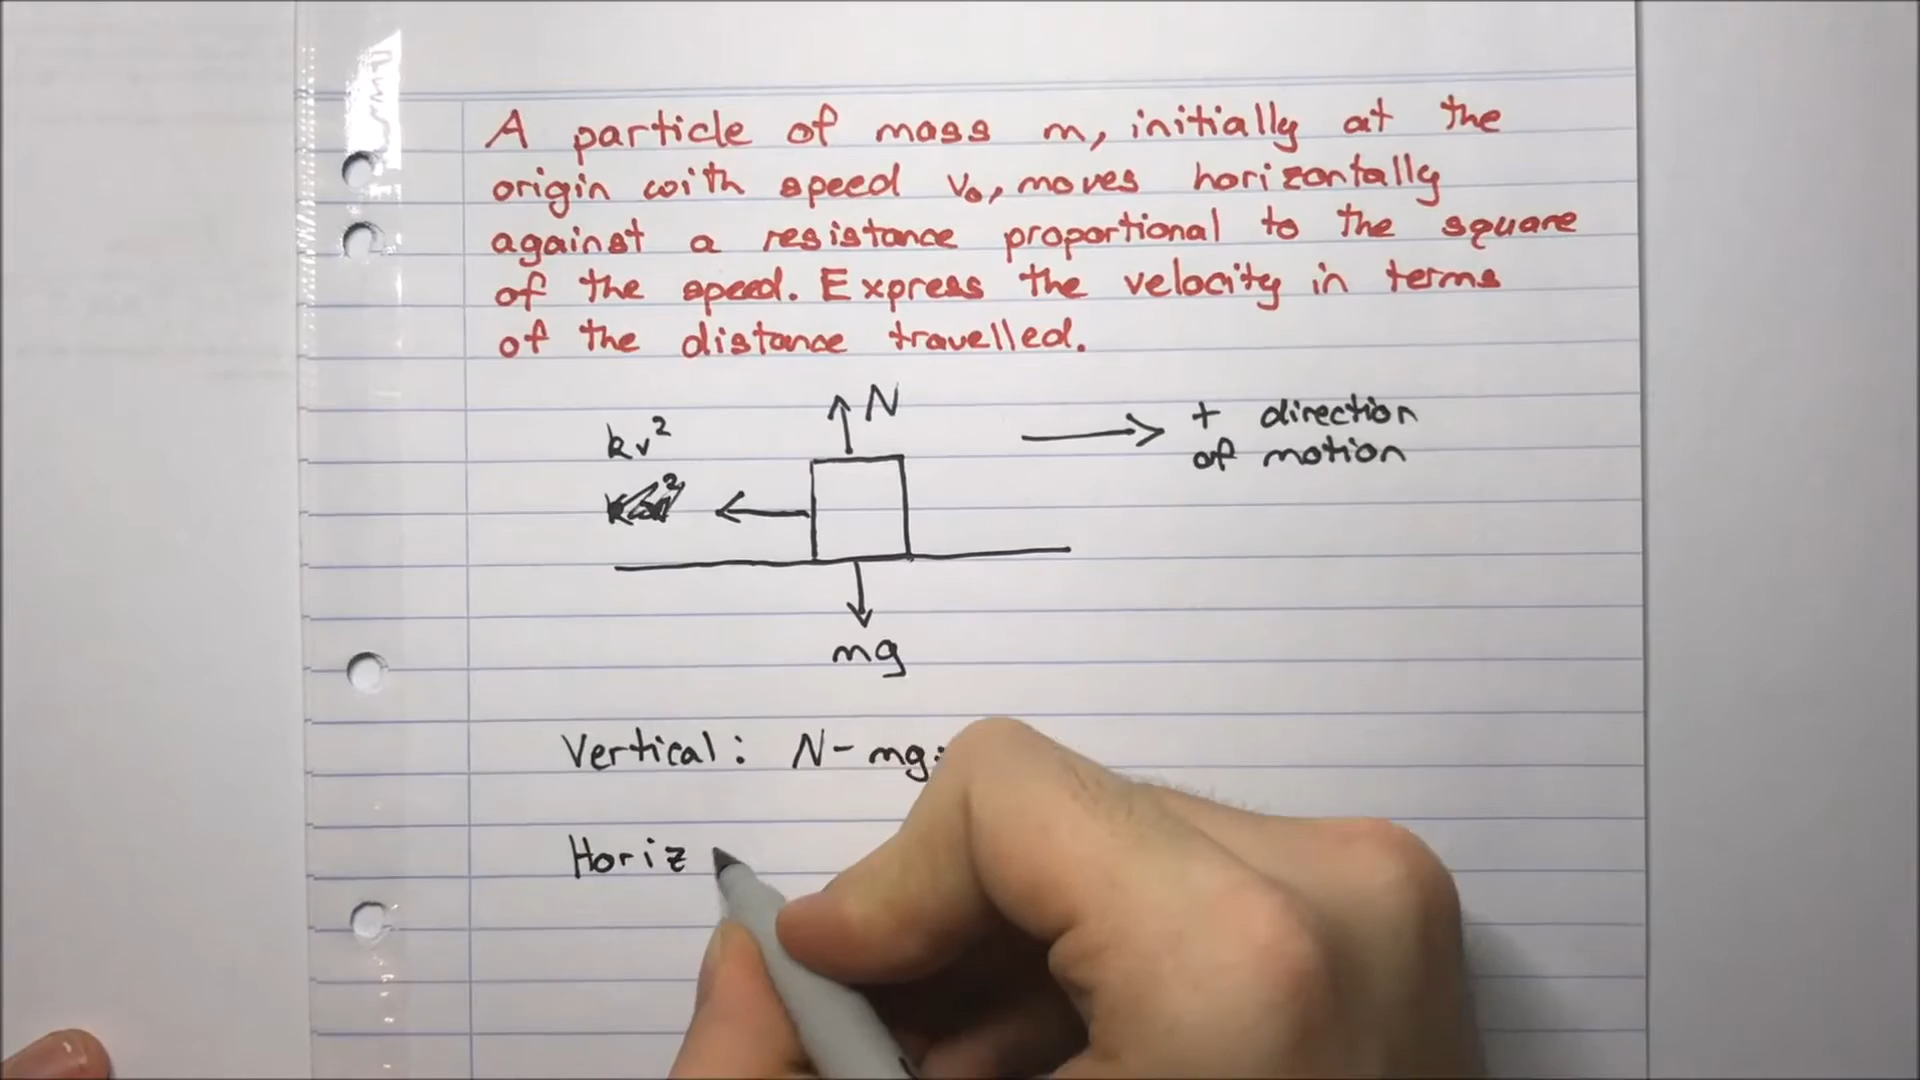 A particle of mass m, initially at the
origin with speed v₀, moves horizontally
against a resistance proportional to the square
of the speed. Express the velocity in terms
of the distance travelled.
N
+ direction
of motion
kv²
mg
Vertical: N - mg
Horiz